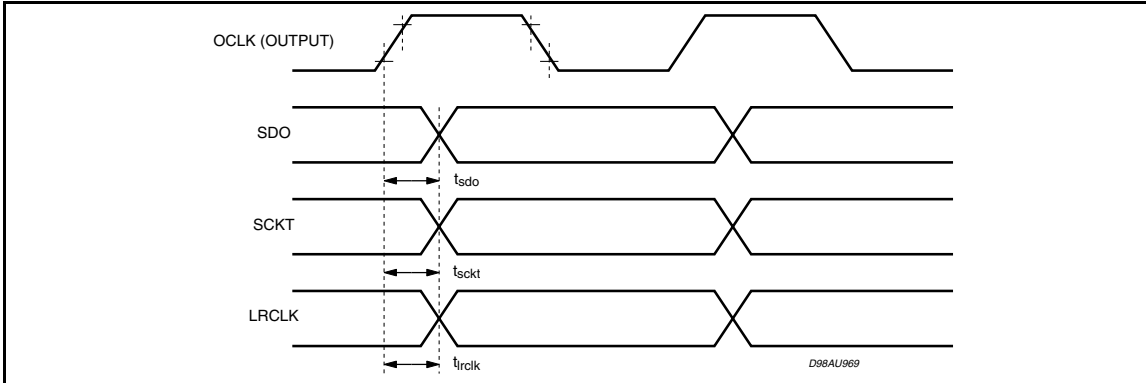 OCLK (OUTPUT)
SDO
tsdo
SCKT
tsckt
LRCLK
tlrclk
D98AU969